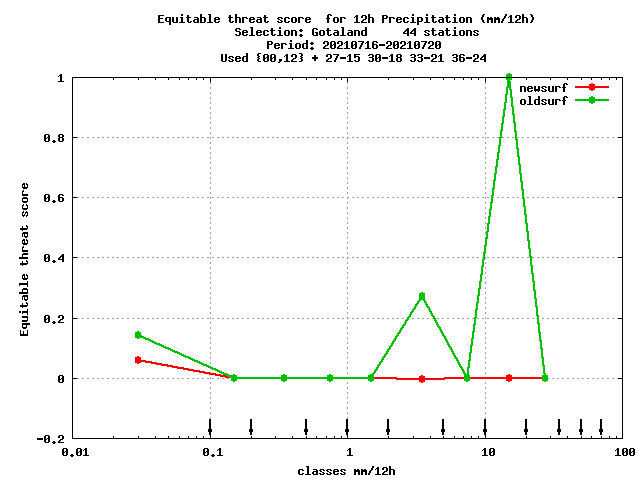 Equitable threat score  for 12h Precipitation (mm/12h)
Selection: Gotaland     44 stations
Period: 20210716-20210720
Used {00,12} + 27-15 30-18 33-21 36-24
newsurf
oldsurf
1
0.8
0.6
0.4
0.2
0
-0.2
Equitable threat score
0.01 0.1 1 10 100
classes mm/12h